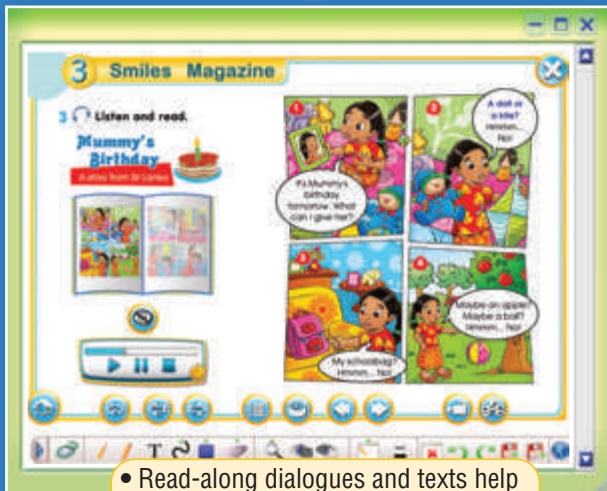 3 Smiles Magazine
3 Listen and read.
Mummy's
Birthday
A story from Sri Lanka
1
It's Mummy's
birthday
tomorrow. What
can I give her?
2
A doll or
a kite?
Hmmm...
No!
3
My schoolbag?
Hmmm... No!
4
Maybe an apple?
Maybe a ball?
Hmmm... No!
T
• Read-along dialogues and texts help